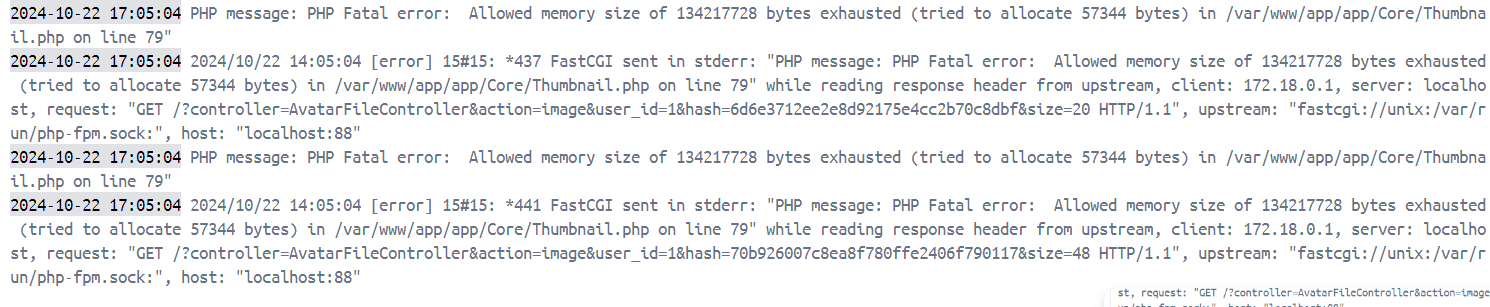 2024-10-22 17:05:04 PHP message: PHP Fatal error:  Allowed memory size of 134217728 bytes exhausted (tried to allocate 57344 bytes) in /var/www/app/app/Core/Thumbna
il.php on line 79"
2024-10-22 17:05:04 2024/10/22 14:05:04 [error] 15#15: *437 FastCGI sent in stderr: "PHP message: PHP Fatal error:  Allowed memory size of 134217728 bytes exhausted
 (tried to allocate 57344 bytes) in /var/www/app/app/Core/Thumbnail.php on line 79" while reading response header from upstream, client: 172.18.0.1, server: localho
st, request: "GET /?controller=AvatarFileController&action=image&user_id=1&hash=6d6e3712ee2e8d92175e4cc2b70c8dbf&size=20 HTTP/1.1", upstream: "fastcgi://unix:/var/r
un/php-fpm.sock:", host: "localhost:88"
2024-10-22 17:05:04 PHP message: PHP Fatal error:  Allowed memory size of 134217728 bytes exhausted (tried to allocate 57344 bytes) in /var/www/app/app/Core/Thumbna
il.php on line 79"
2024-10-22 17:05:04 2024/10/22 14:05:04 [error] 15#15: *441 FastCGI sent in stderr: "PHP message: PHP Fatal error:  Allowed memory size of 134217728 bytes exhausted
 (tried to allocate 57344 bytes) in /var/www/app/app/Core/Thumbnail.php on line 79" while reading response header from upstream, client: 172.18.0.1, server: localho
st, request: "GET /?controller=AvatarFileController&action=image&user_id=1&hash=70b926007c8ea8f780ffe2406f790117&size=48 HTTP/1.1", upstream: "fastcgi://unix:/var/r
un/php-fpm.sock:", host: "localhost:88"
st, request: "GET /?controller=AvatarFileController&action=image